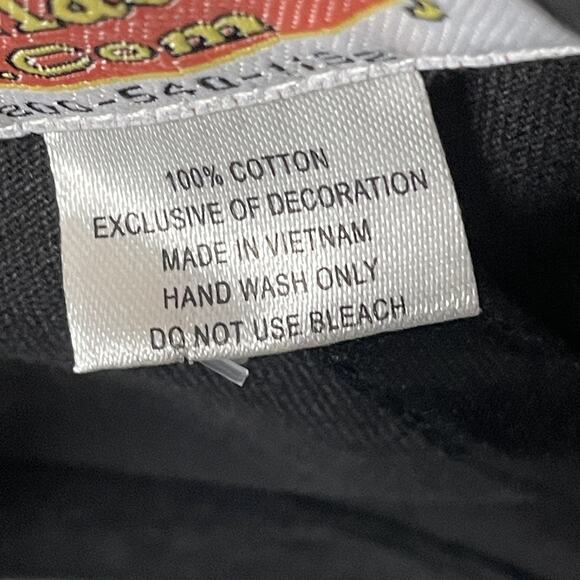 .Com
800-540-1152
100% COTTON
EXCLUSIVE OF DECORATION
MADE IN VIETNAM
HAND WASH ONLY
DO NOT USE BLEACH